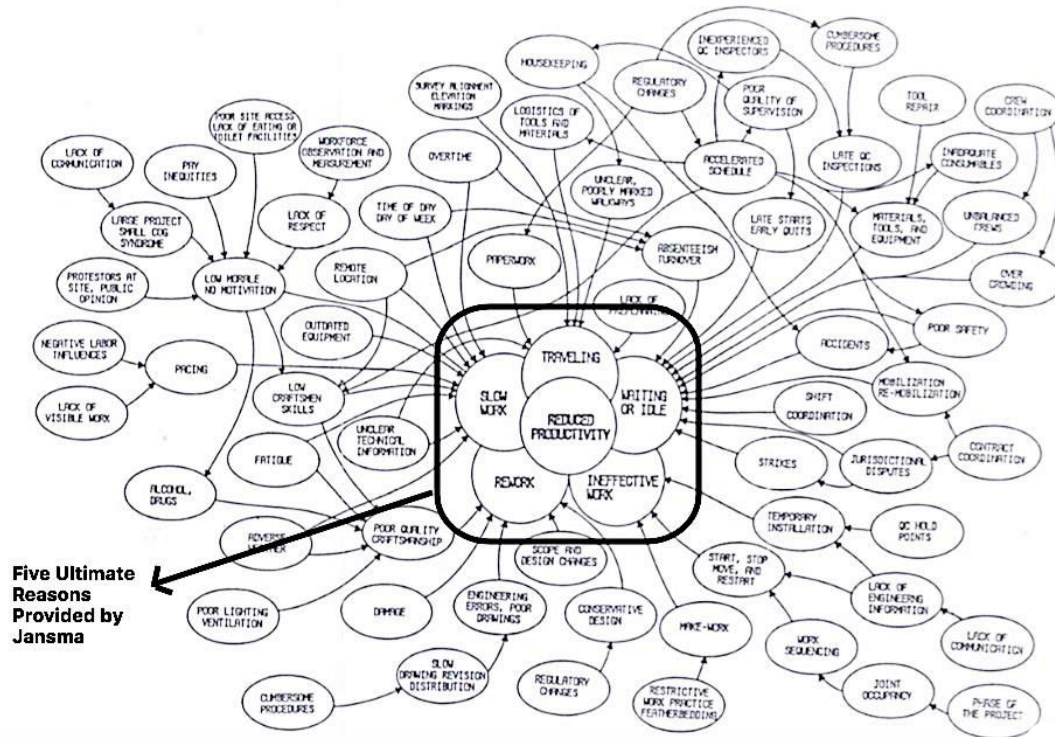 INEXPERIENCED
QC INSPECTORS
CUMBERSOME
PROCEDURES
HOUSEKEEPING
REGULATORY
CHANGES
SURVEY ALIGNMENT
ELEVATION
MARKINGS
POOR
QUALITY OF
SUPERVISION
TOOL
REPAIR
CREW
COORDINATION
POOR SITE ACCESS
LACK OF EATING OR
TOILET FACILITIES
LOGISTICS OF
TOOLS AND
MATERIALS
WORKFORCE
OBSERVATION AND
MEASUREMENT
LACK OF
COMMUNICATION
PAY
INEQUITIES
OVERTIME
ACCELERATED
SCHEDULE
LATE QC
INSPECTIONS
INADAQUATE
CONSUMABLES
UNCLEAR,
POORLY MARKED
WALKWAYS
TIME OF DAY
DAY OF WEEK
LARGE PROJECT
SMALL COG
SYNDROME
LACK OF
RESPECT
LATE STARTS
EARLY QUITS
MATERIALS,
TOOLS, AND
EQUIPMENT
UNBALANCED
CREWS
ABSENTEEISM
TURNOVER
PAPERWORK
REMOTE
LOCATION
PROTESTORS AT
SITE, PUBLIC
OPINION
LOW MORALE
NO MOTIVATION
OVER
CROWDING
LACK OF
PREPLANNING
OUTDATED
EQUIPMENT
POOR SAFETY
ACCIDENTS
NEGATIVE LABOR
INFLUENCES
PACING
TRAVELING
LOW
CRAFTSMEN
SKILLS
SLOW
WORK
WAITING
OR IDLE
SHIFT
COORDINATION
MOBILIZATION
RE-MOBILIZATION
LACK OF
VISIBLE WORK
REDUCED
PRODUCTIVITY
UNCLEAR
TECHNICAL
INFORMATION
FATIGUE
STRIKES
JURISDICTIONAL
DISPUTES
CONTRACT
COORDINATION
REWORK
INEFFECTIVE
WORK
ALCOHOL,
DRUGS
TEMPORARY
INSTALLATION
QC HOLD
POINTS
ADVERSE
WEATHER
POOR QUALITY
CRAFTSMANSHIP
SCOPE AND
DESIGN CHANGES
START, STOP
MOVE, AND
RESTART
Five Ultimate
Reasons
Provided by
Jansma
POOR LIGHTING
VENTILATION
DAMAGE
ENGINEERING
ERRORS, POOR
DRAWINGS
CONSERVATIVE
DESIGN
MAKE-WORK
LACK OF
ENGINEERNG
INFORMATION
WORK
SEQUENCING
LACK OF
COMMUNICATION
SLOW
DRAWING REVISION
DISTRIBUTION
CUMBERSOME
PROCEDURES
REGULATORY
CHANGES
RESTRICTIVE
WORK PRACTICE
FEATHERBEDDING
JOINT
OCCUPANCY
PHASE OF
THE PROJECT